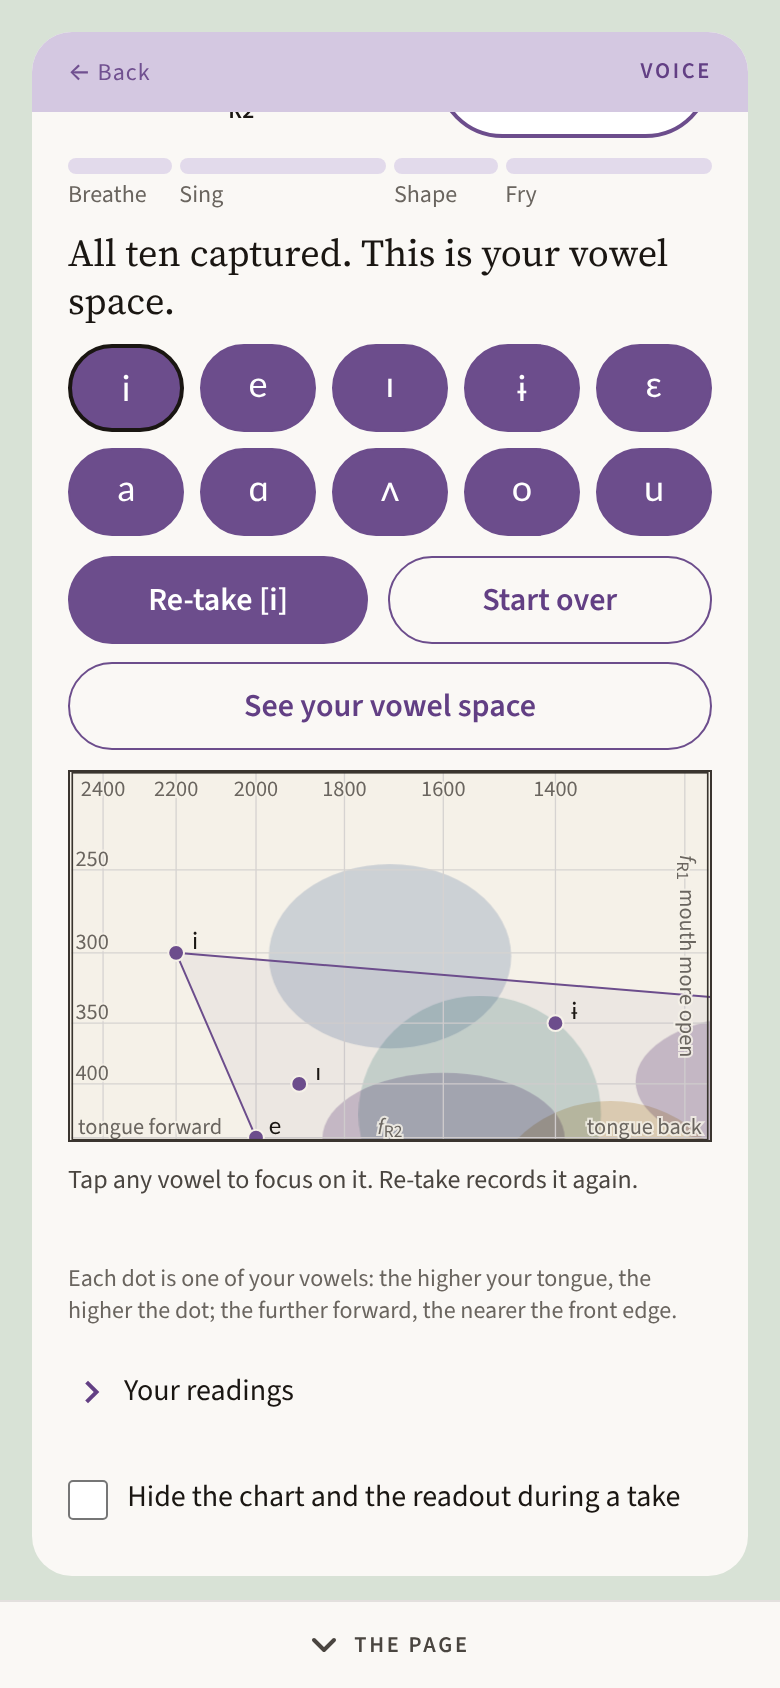 ← Back
VOICE
R2
Breathe Sing Shape Fry
All ten captured. This is your vowel
space.
i e ɪ ɨ ɛ
a ɑ ʌ o u
Re-take [i] Start over
See your vowel space
2400 2200 2000 1800 1600 1400
250
300
350
400
i
ɨ
ɪ
e
fR1 mouth more open
tongue forward fR2 tongue back
Tap any vowel to focus on it. Re-take records it again.
Each dot is one of your vowels: the higher your tongue, the
higher the dot; the further forward, the nearer the front edge.
Your readings
Hide the chart and the readout during a take
THE PAGE